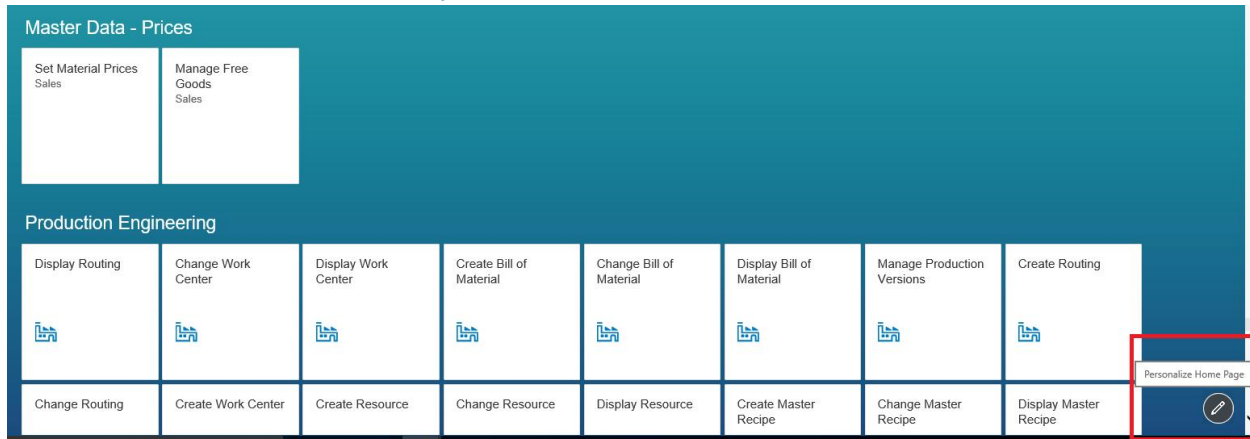 Master Data - Prices
Set Material Prices
Sales
Manage Free
Goods
Sales
Production Engineering
Display Routing
Change Work
Center
Display Work
Center
Create Bill of
Material
Change Bill of
Material
Display Bill of
Material
Manage Production
Versions
Create Routing
Personalize Home Page
Change Routing
Create Work Center
Create Resource
Change Resource
Display Resource
Create Master
Recipe
Change Master
Recipe
Display Master
Recipe